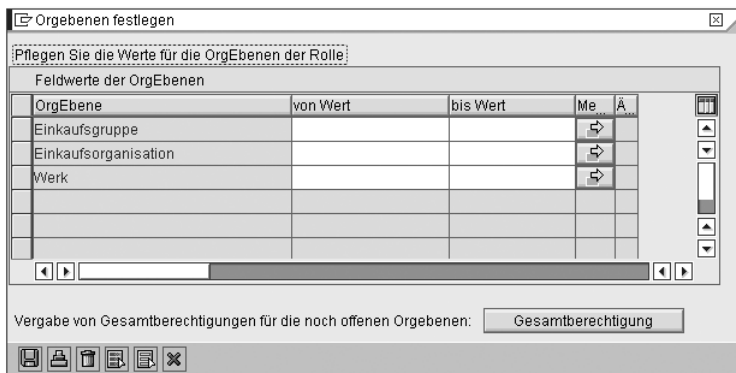 Orgebenen festlegen
Pflegen Sie die Werte für die OrgEbenen der Rolle
Feldwerte der OrgEbenen
OrgEbene von Wert bis Wert Me... Ä...
Einkaufsgruppe
Einkaufsorganisation
Werk
Vergabe von Gesamtberechtigungen für die noch offenen Orgebenen: Gesamtberechtigung